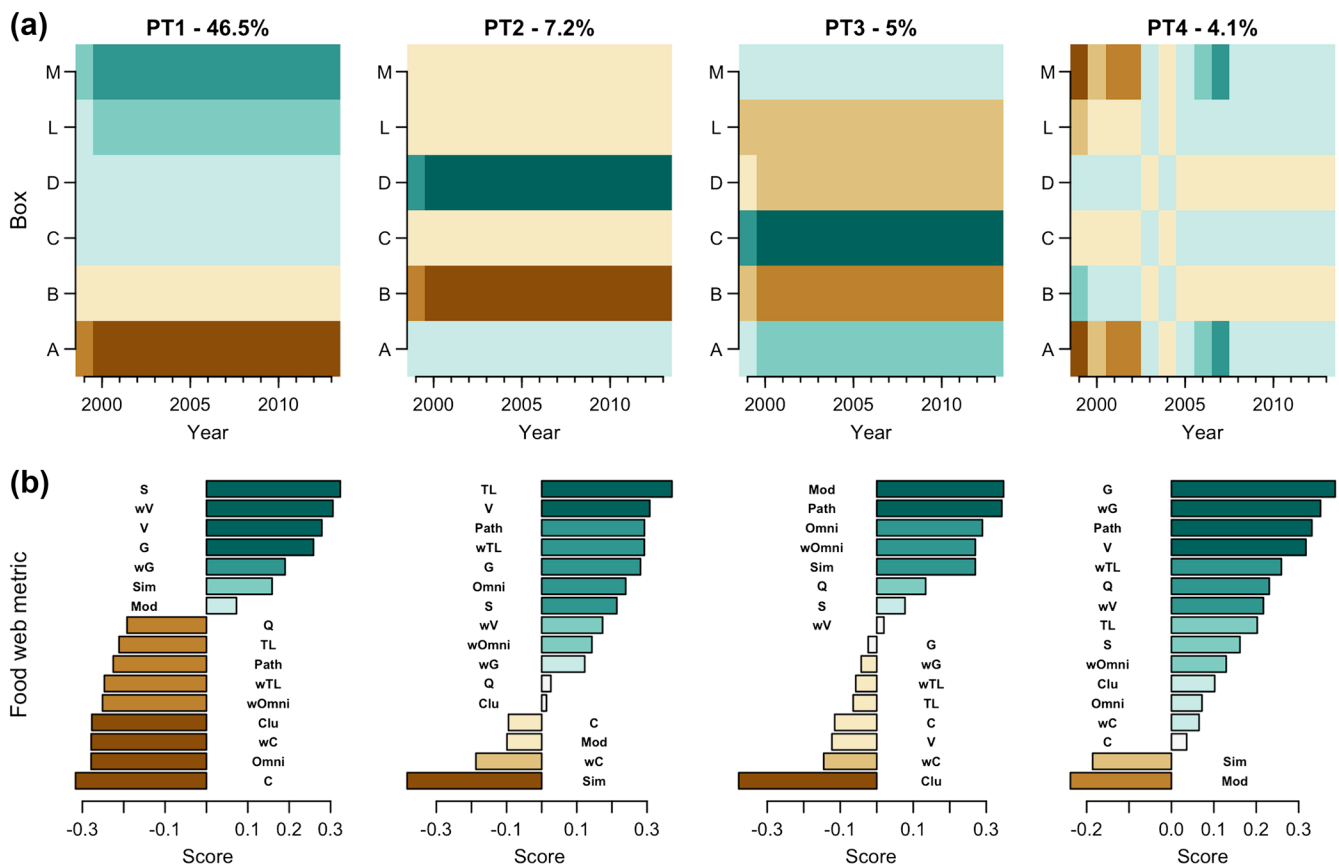 (a)
PT1 - 46.5%
PT2 - 7.2%
PT3 - 5%
PT4 - 4.1%
Box
M
L
D
C
B
A
2000 2005 2010
Year
M
L
D
C
B
A
2000 2005 2010
Year
M
L
D
C
B
A
2000 2005 2010
Year
M
L
D
C
B
A
2000 2005 2010
Year
(b)
Food web metric
S
wV
V
G
wG
Sim
Mod
Q
TL
Path
wTL
wOmni
Clu
wC
Omni
C
-0.3 -0.1 0.1 0.2 0.3
Score
TL
V
Path
wTL
G
Omni
S
wV
wOmni
wG
Q
Clu
C
Mod
wC
Sim
-0.3 -0.1 0.1 0.3
Score
Mod
Path
Omni
wOmni
Sim
Q
S
wV
G
wG
wTL
TL
C
V
wC
Clu
-0.3 -0.1 0.1 0.3
Score
G
wG
Path
V
wTL
Q
wV
TL
S
wOmni
Clu
Omni
wC
C
Sim
Mod
-0.2 0.0 0.1 0.2 0.3
Score